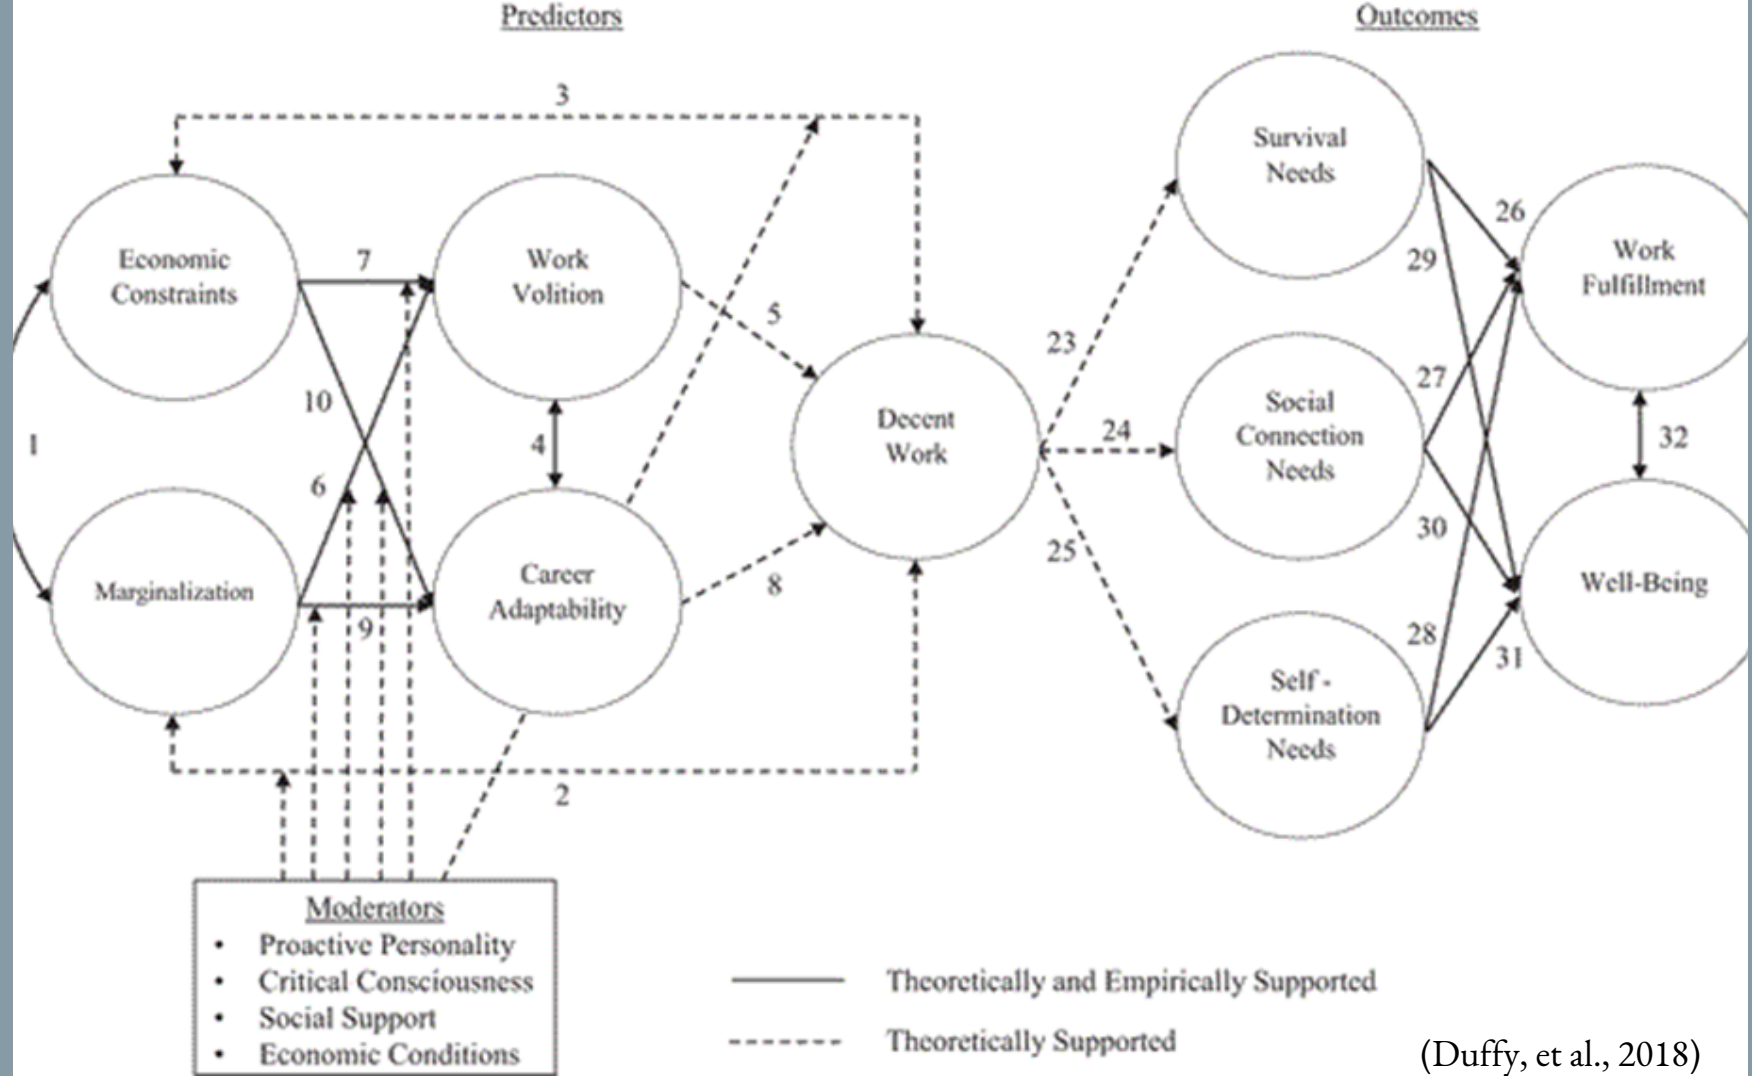 Predictors
Outcomes
3
Survival
Needs
26
Economic
Constraints
7
Work
Volition
29
Work
Fulfillment
5
23
10
27
1
4
Decent
Work
24
Social
Connection
Needs
32
6
30
25
Marginalization
9
Career
Adaptability
8
Well-Being
28
31
Self -
Determination
Needs
2
Moderators
• Proactive Personality
• Critical Consciousness
• Social Support
• Economic Conditions
Theoretically and Empirically Supported
Theoretically Supported
(Duffy, et al., 2018)